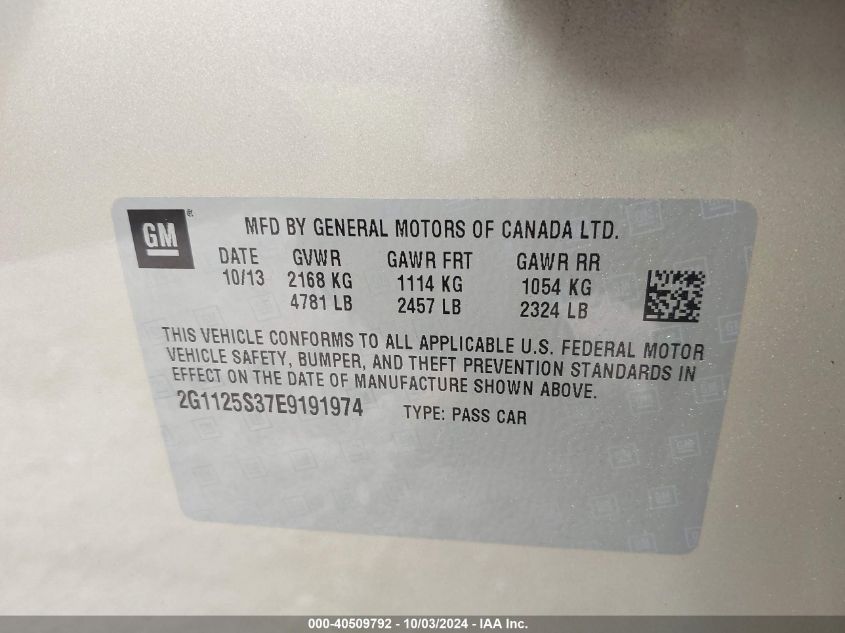 GM ®
MFD BY GENERAL MOTORS OF CANADA LTD.
DATE GVWR GAWR FRT GAWR RR
10/13 2168 KG 1114 KG 1054 KG
4781 LB 2457 LB 2324 LB
THIS VEHICLE CONFORMS TO ALL APPLICABLE U.S. FEDERAL MOTOR
VEHICLE SAFETY, BUMPER, AND THEFT PREVENTION STANDARDS IN
EFFECT ON THE DATE OF MANUFACTURE SHOWN ABOVE.
2G1125S37E9191974 TYPE: PASS CAR
000-40509792 - 10/03/2024 - IAA Inc.